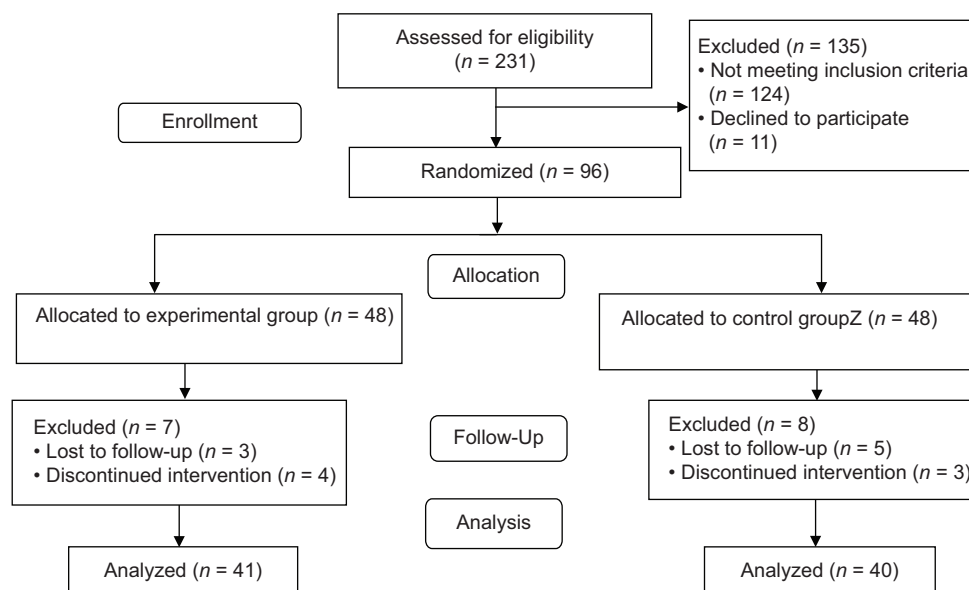 Assessed for eligibility
(n = 231)
Excluded (n = 135)
• Not meeting inclusion criteria
(n = 124)
• Declined to participate
(n = 11)
Enrollment
Randomized (n = 96)
Allocation
Allocated to experimental group (n = 48)
Allocated to control groupZ (n = 48)
Excluded (n = 7)
• Lost to follow-up (n = 3)
• Discontinued intervention (n = 4)
Follow-Up
Excluded (n = 8)
• Lost to follow-up (n = 5)
• Discontinued intervention (n = 3)
Analysis
Analyzed (n = 41)
Analyzed (n = 40)